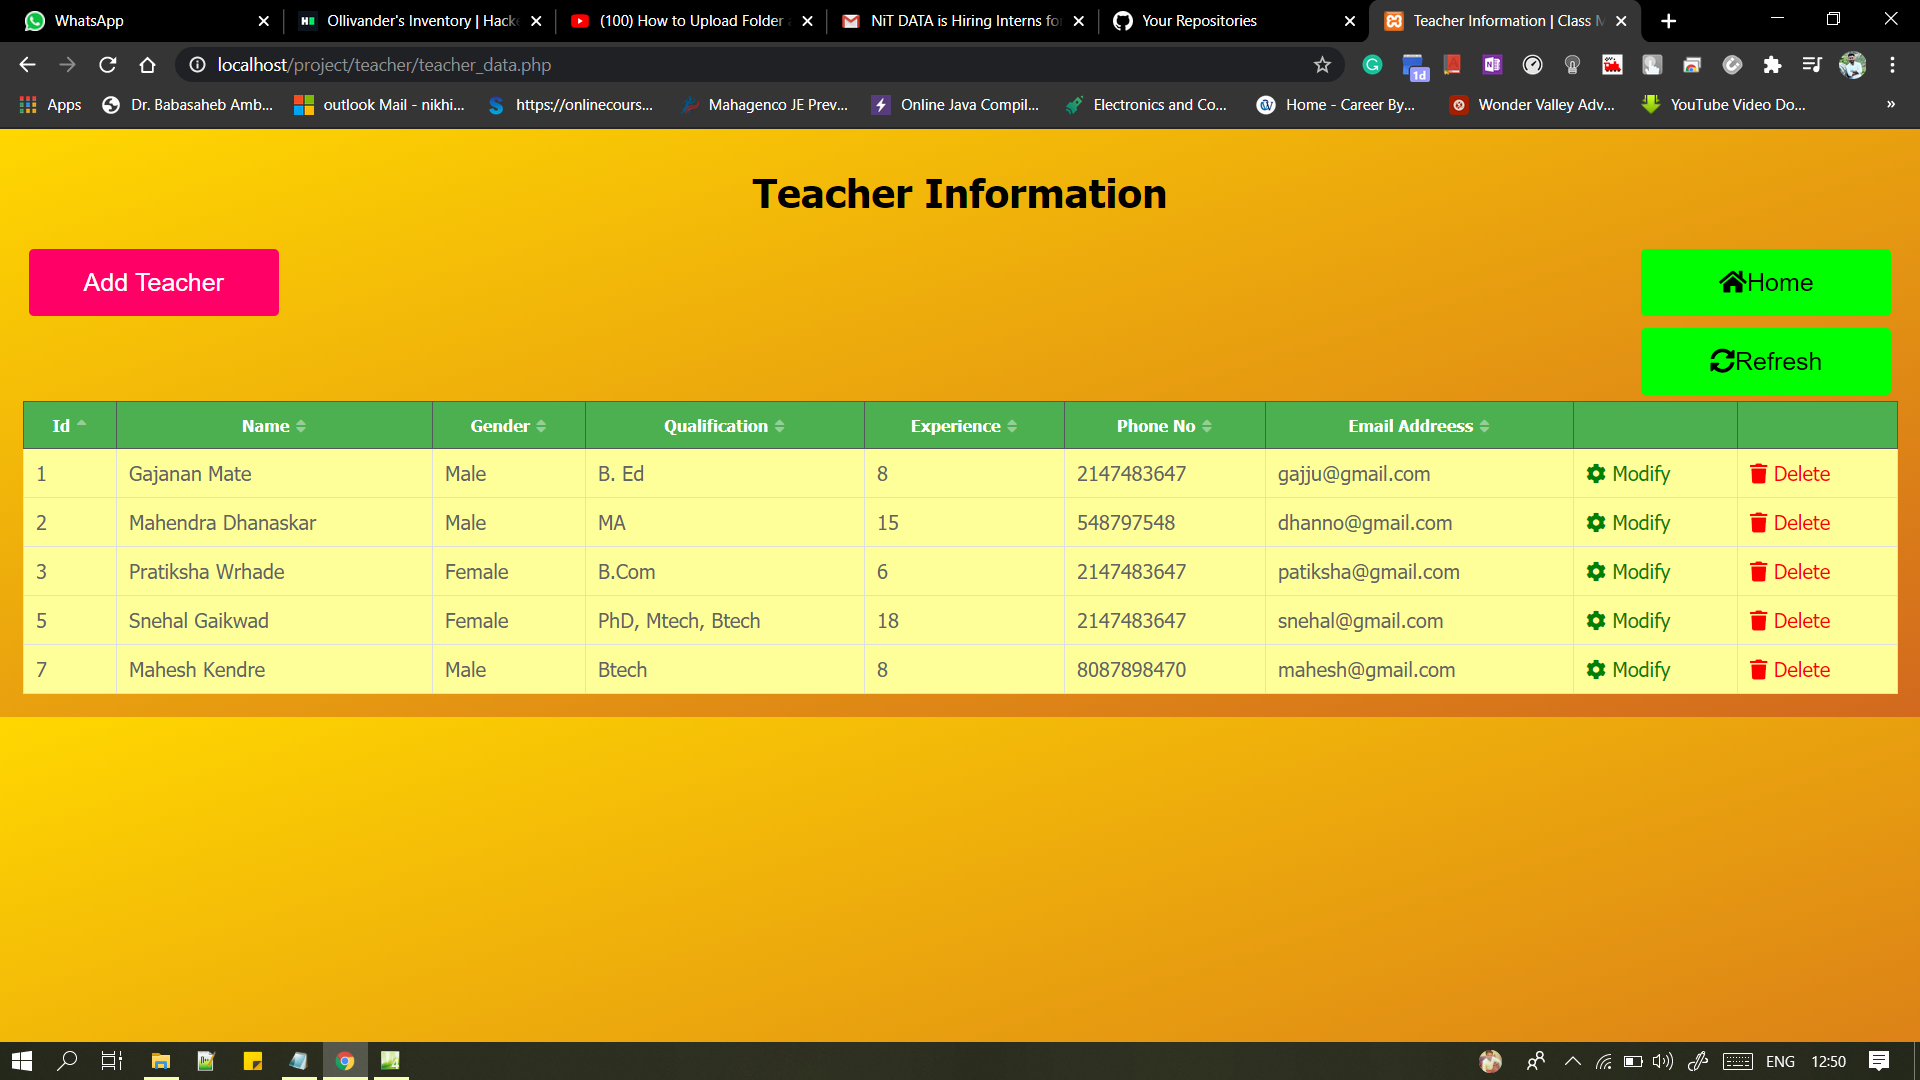 WhatsApp
Ollivander's Inventory | Hacke
(100) How to Upload Folder
NiT DATA is Hiring Interns fo
Your Repositories
Teacher Information | Class M
localhost/project/teacher/teacher_data.php
1d
Apps
Dr. Babasaheb Amb...
outlook Mail - nikhi...
https://onlinecours...
Mahagenco JE Prev...
Online Java Compil...
Electronics and Co...
Home - Career By...
Wonder Valley Adv...
YouTube Video Do...
»
Teacher Information
Add Teacher
Home
Refresh
Id Name Gender Qualification Experience Phone No Email Addreess
1 Gajanan Mate Male B. Ed 8 2147483647 gajju@gmail.com Modify Delete
2 Mahendra Dhanaskar Male MA 15 548797548 dhanno@gmail.com Modify Delete
3 Pratiksha Wrhade Female B.Com 6 2147483647 patiksha@gmail.com Modify Delete
5 Snehal Gaikwad Female PhD, Mtech, Btech 18 2147483647 snehal@gmail.com Modify Delete
7 Mahesh Kendre Male Btech 8 8087898470 mahesh@gmail.com Modify Delete
ENG 12:50